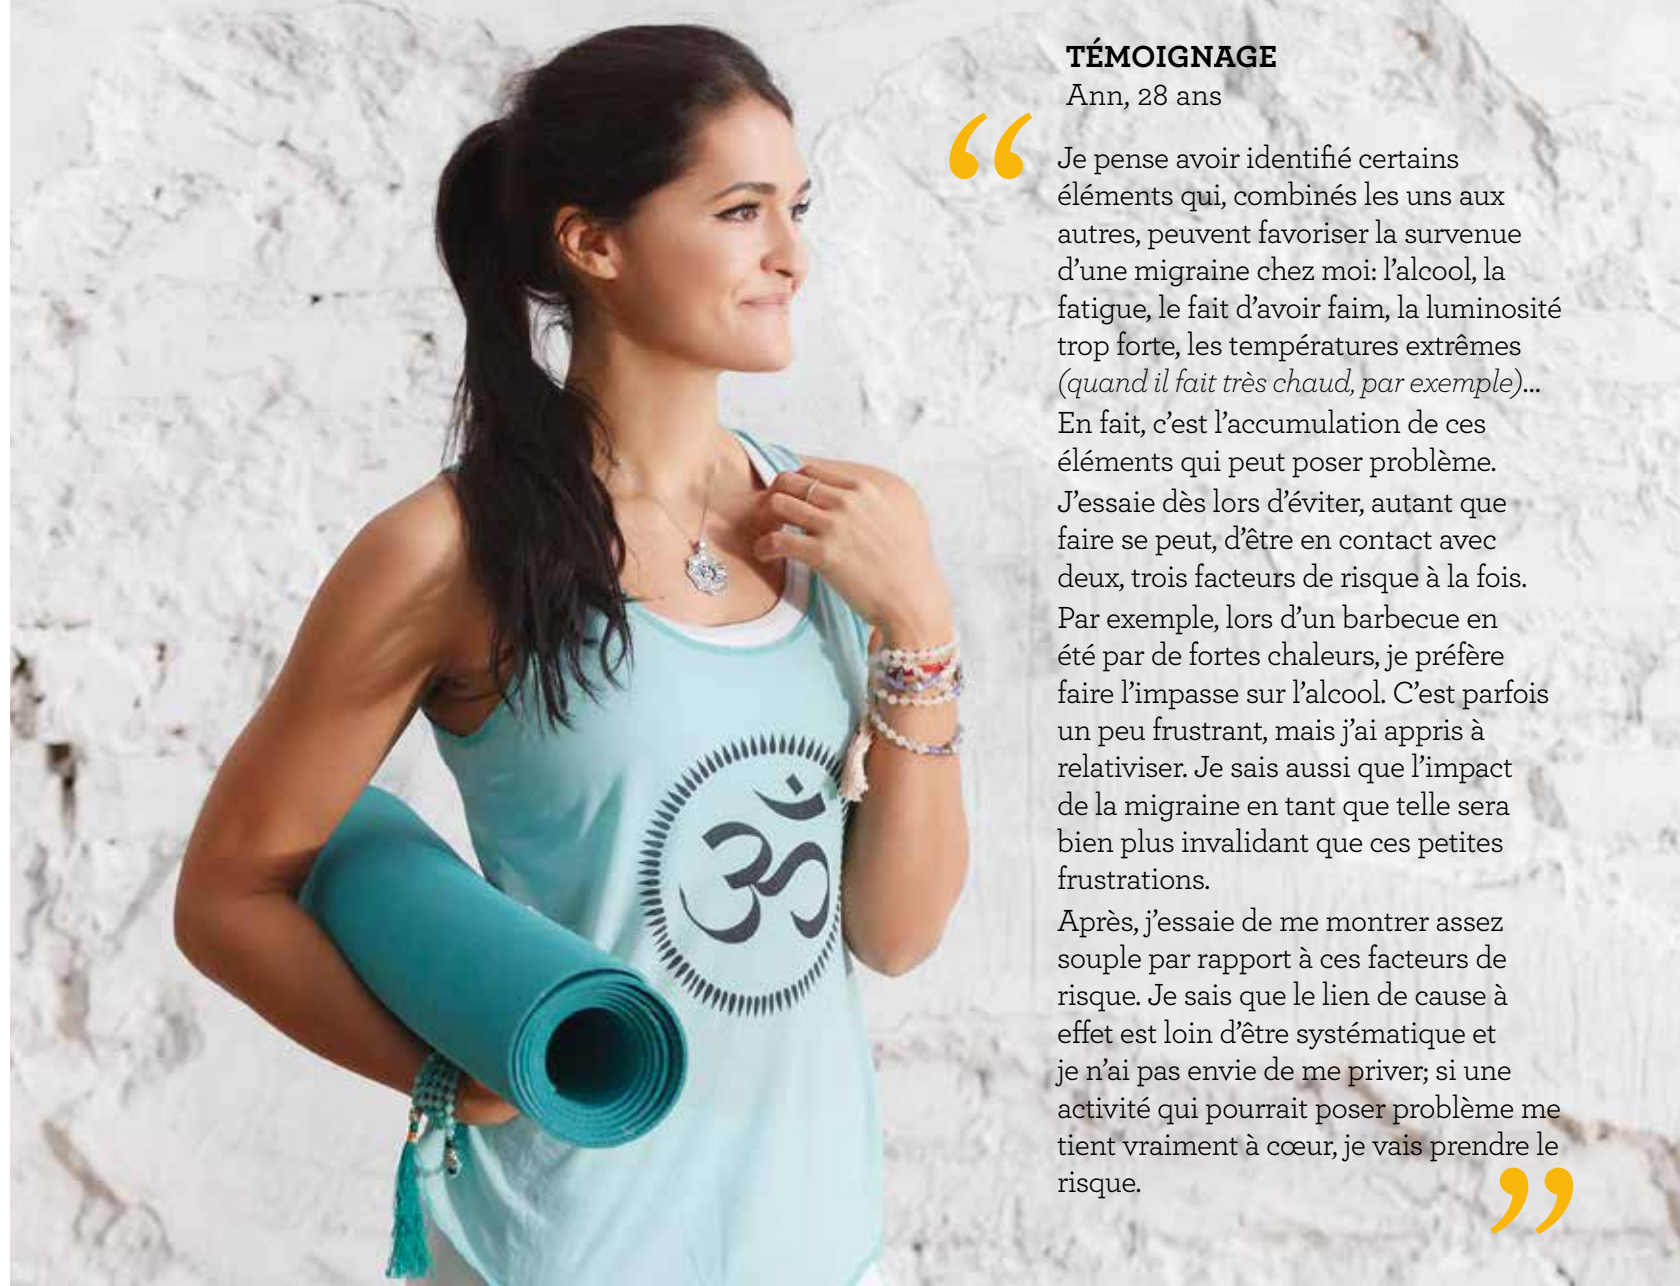 TÉMOIGNAGE
Ann, 28 ans
“
Je pense avoir identifié certains
éléments qui, combinés les uns aux
autres, peuvent favoriser la survenue
d’une migraine chez moi: l’alcool, la
fatigue, le fait d’avoir faim, la luminosité
trop forte, les températures extrêmes
(quand il fait très chaud, par exemple)...
En fait, c’est l’accumulation de ces
éléments qui peut poser problème.
J’essaie dès lors d’éviter, autant que
faire se peut, d’être en contact avec
deux, trois facteurs de risque à la fois.
Par exemple, lors d’un barbecue en
été par de fortes chaleurs, je préfère
faire l’impasse sur l’alcool. C’est parfois
un peu frustrant, mais j’ai appris à
relativiser. Je sais aussi que l’impact
de la migraine en tant que telle sera
bien plus invalidant que ces petites
frustrations.
Après, j’essaie de me montrer assez
souple par rapport à ces facteurs de
risque. Je sais que le lien de cause à
effet est loin d’être systématique et
je n’ai pas envie de me priver; si une
activité qui pourrait poser problème me
tient vraiment à cœur, je vais prendre le
risque.
”
ॐ